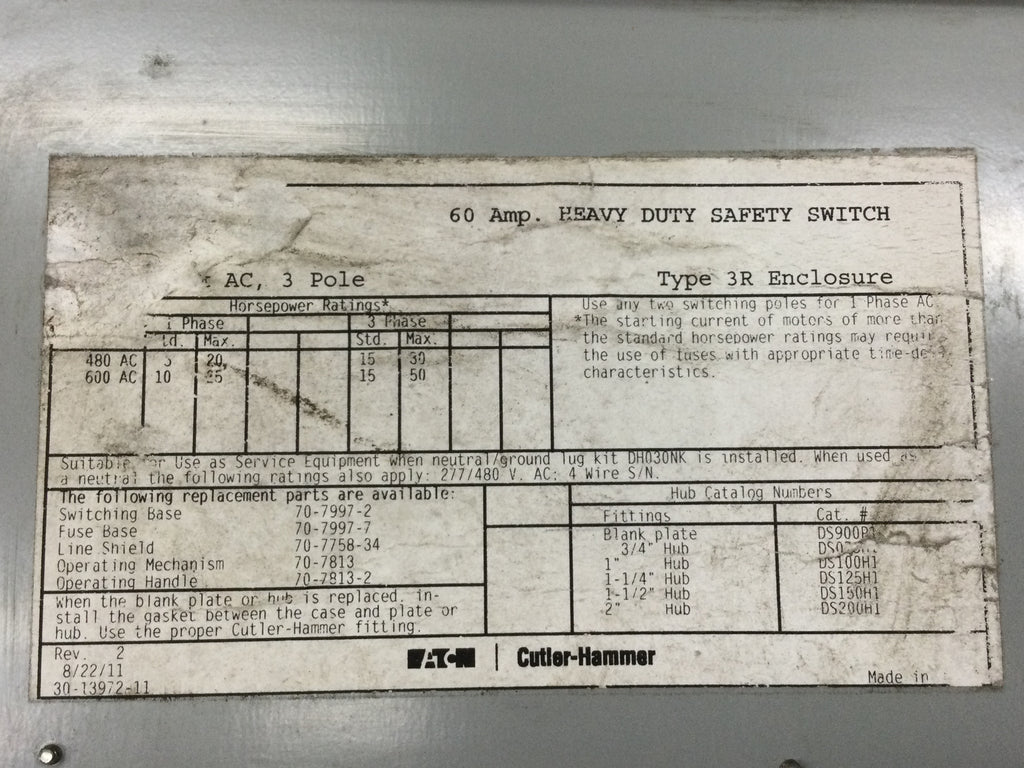 60 Amp. HEAVY DUTY SAFETY SWITCH
AC, 3 Pole
Type 3R Enclosure
Horsepower Ratings*
1 Phase 3 Phase
td. Max. Std. Max.
480 AC 5 20 15 30
600 AC 10 25 15 50
Use any two switching poles for 1 Phase AC.
*The starting current of motors of more than
the standard horsepower ratings may require
the use of fuses with appropriate time-de
characteristics.
Suitable for Use as Service Equipment when neutral/ground lug kit DH030NK is installed. When used as
a neutral the following ratings also apply: 277/480 V. AC: 4 Wire S/N.
The following replacement parts are available:
Switching Base 70-7997-2
Fuse Base 70-7997-7
Line Shield 70-7758-34
Operating Mechanism 70-7813
Operating Handle 70-7813-2
When the blank plate or hub is replaced, in-
stall the gasket between the case and plate or
hub. Use the proper Cutler-Hammer fitting.
Hub Catalog Numbers
Fittings Cat. #
Blank plate DS900P1
3/4" Hub
1" Hub DS100H1
1-1/4" Hub DS125H1
1-1/2" Hub DS150H1
2" Hub DS200H1
Rev. 2
8/22/11
30-13972-11
EATON | Cutler-Hammer
Made in